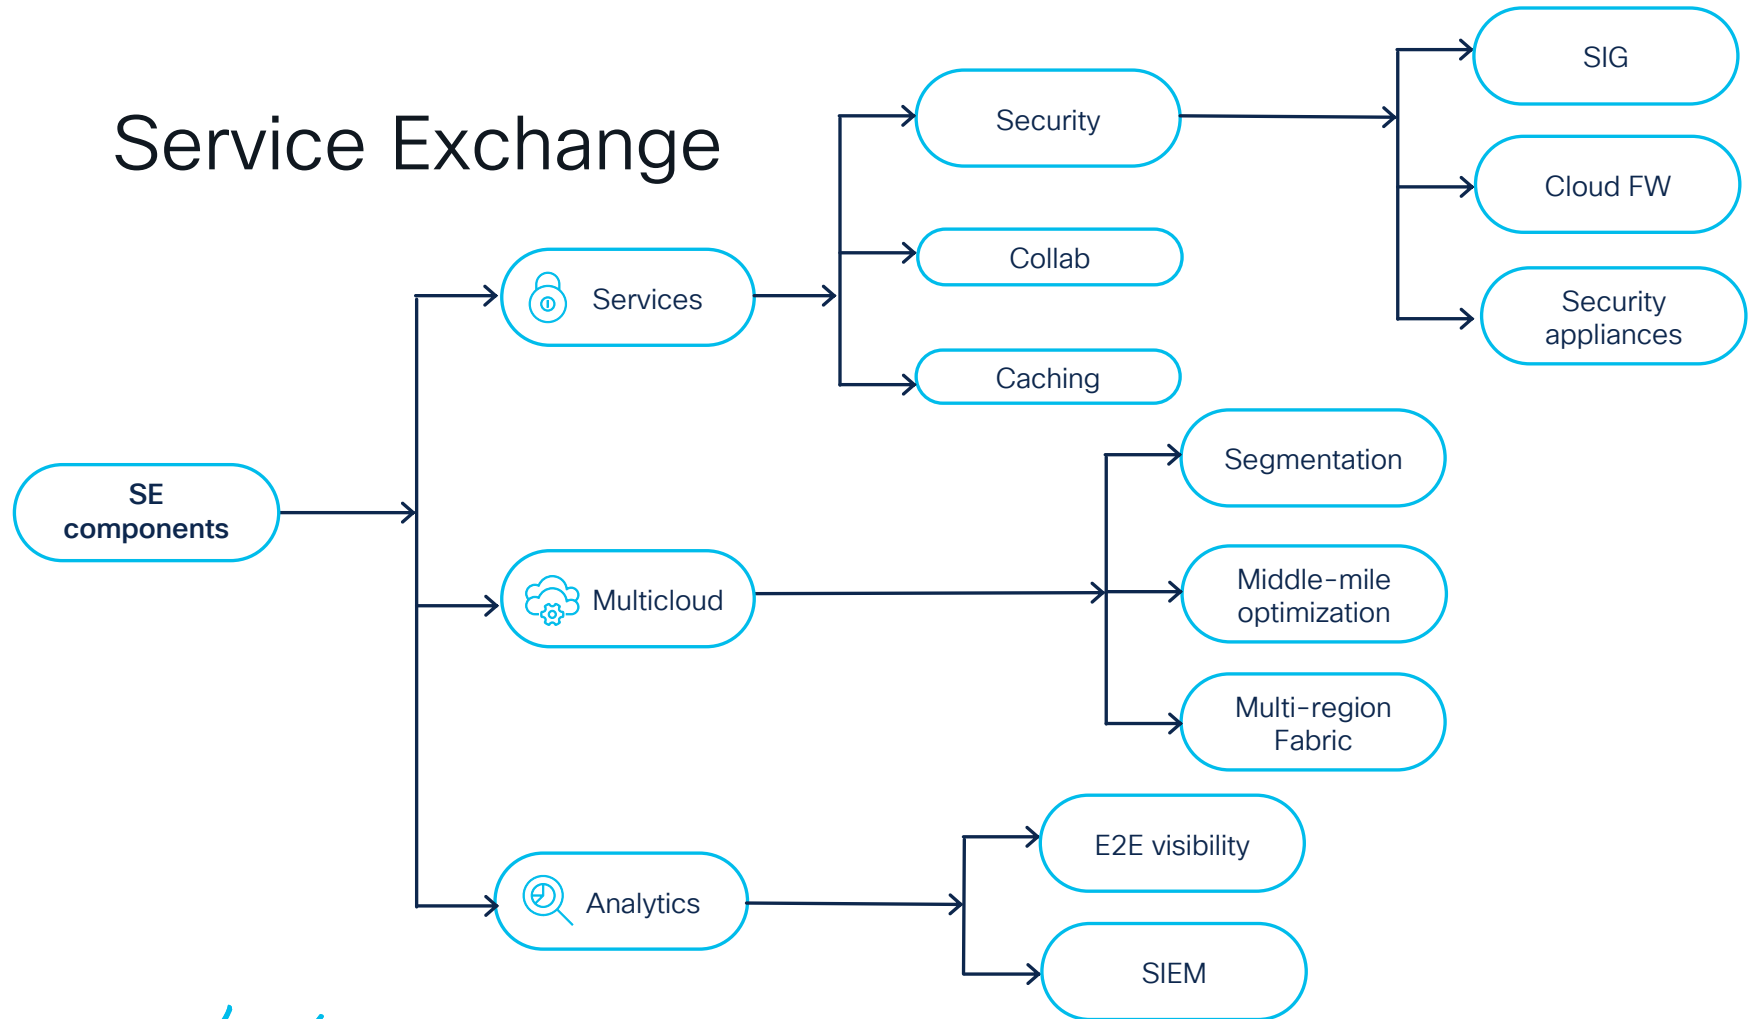 Service Exchange
SE
components
Services
Security
SIG
Cloud FW
Security
appliances
Collab
Caching
Multicloud
Segmentation
Middle-mile
optimization
Multi-region
Fabric
Analytics
E2E visibility
SIEM